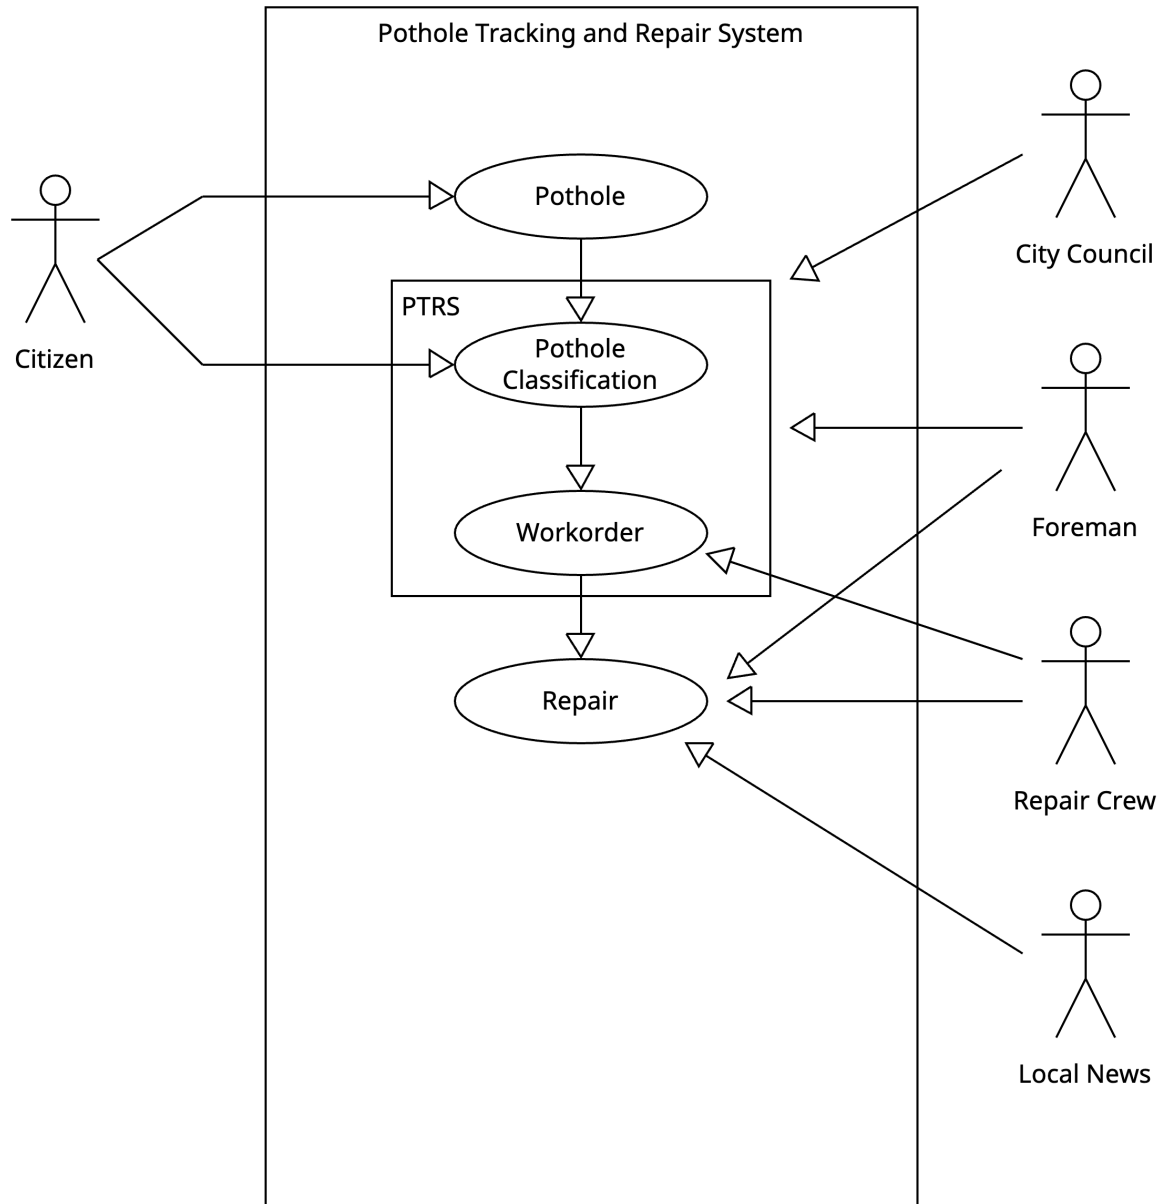 Pothole Tracking and Repair System
Pothole
City Council
PTRS
Pothole
Classification
Citizen
Workorder
Foreman
Repair
Repair Crew
Local News